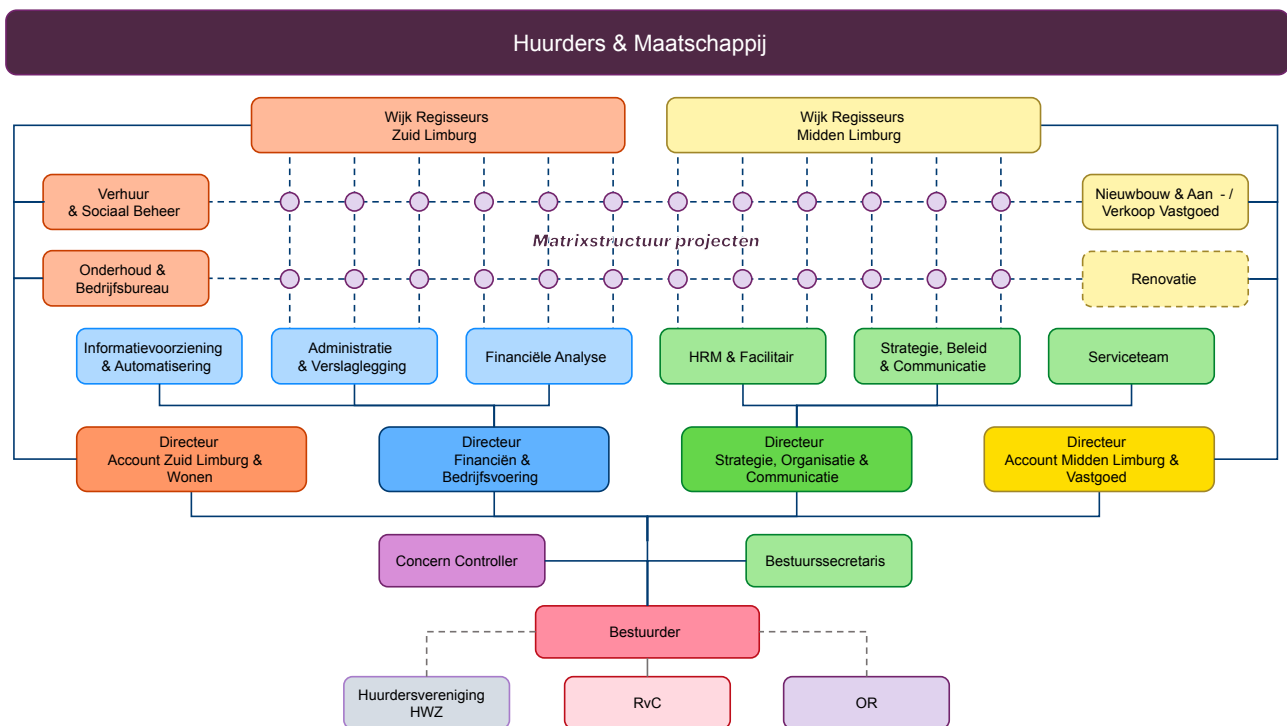 Huurders & Maatschappij
Wijk Regisseurs
Zuid Limburg
Wijk Regisseurs
Midden Limburg
Verhuur
& Sociaal Beheer
Nieuwbouw & Aan - /
Verkoop Vastgoed
Matrixstructuur projecten
Onderhoud &
Bedrijfsbureau
Renovatie
Informatievoorziening
& Automatisering
Administratie
& Verslaglegging
Financiële Analyse
HRM & Facilitair
Strategie, Beleid
& Communicatie
Serviceteam
Directeur
Account Zuid Limburg &
Wonen
Directeur
Financiën &
Bedrijfsvoering
Directeur
Strategie, Organisatie &
Communicatie
Directeur
Account Midden Limburg &
Vastgoed
Concern Controller
Bestuurssecretaris
Bestuurder
Huurdersvereniging
HWZ
RvC
OR